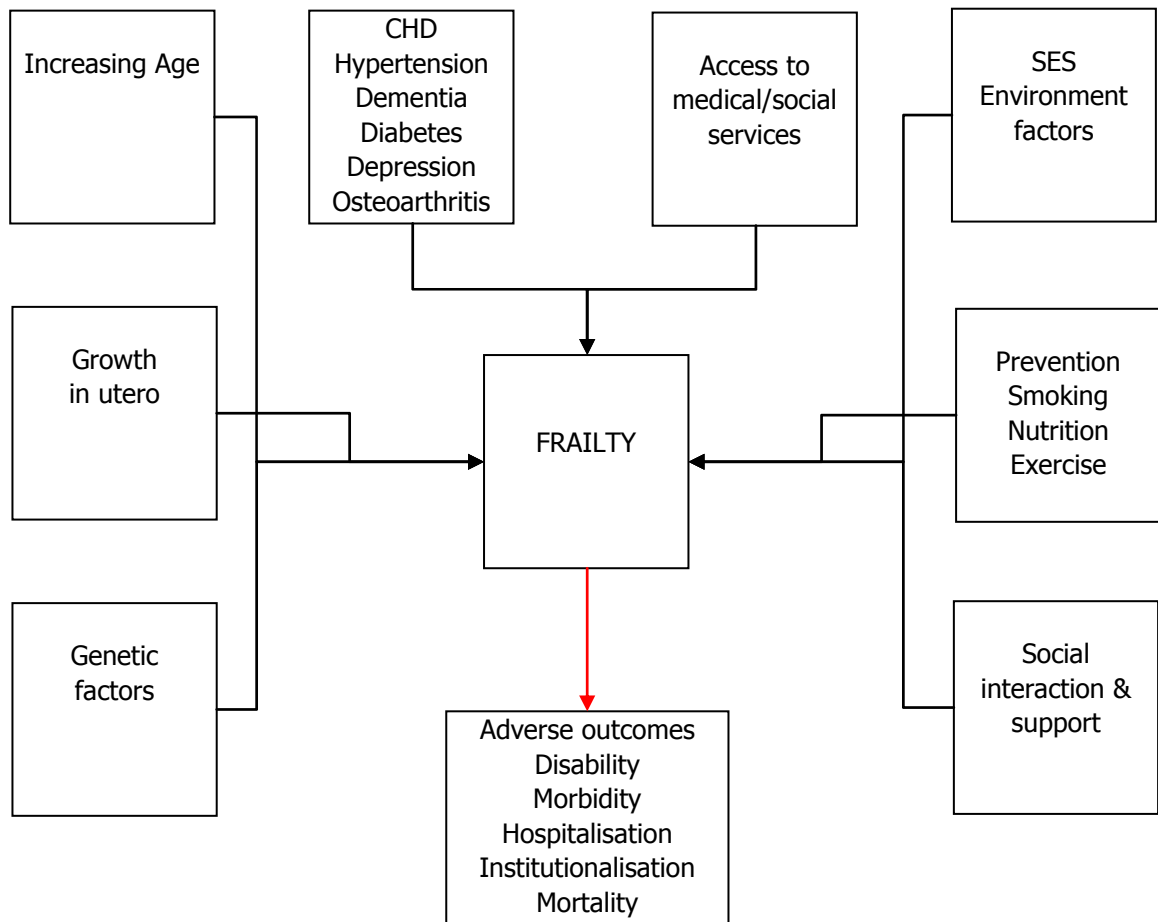 Increasing Age
CHD
Hypertension
Dementia
Diabetes
Depression
Osteoarthritis
Access to
medical/social
services
SES
Environment
factors
Growth
in utero
FRAILTY
Prevention
Smoking
Nutrition
Exercise
Genetic
factors
Adverse outcomes
Disability
Morbidity
Hospitalisation
Institutionalisation
Mortality
Social
interaction &
support